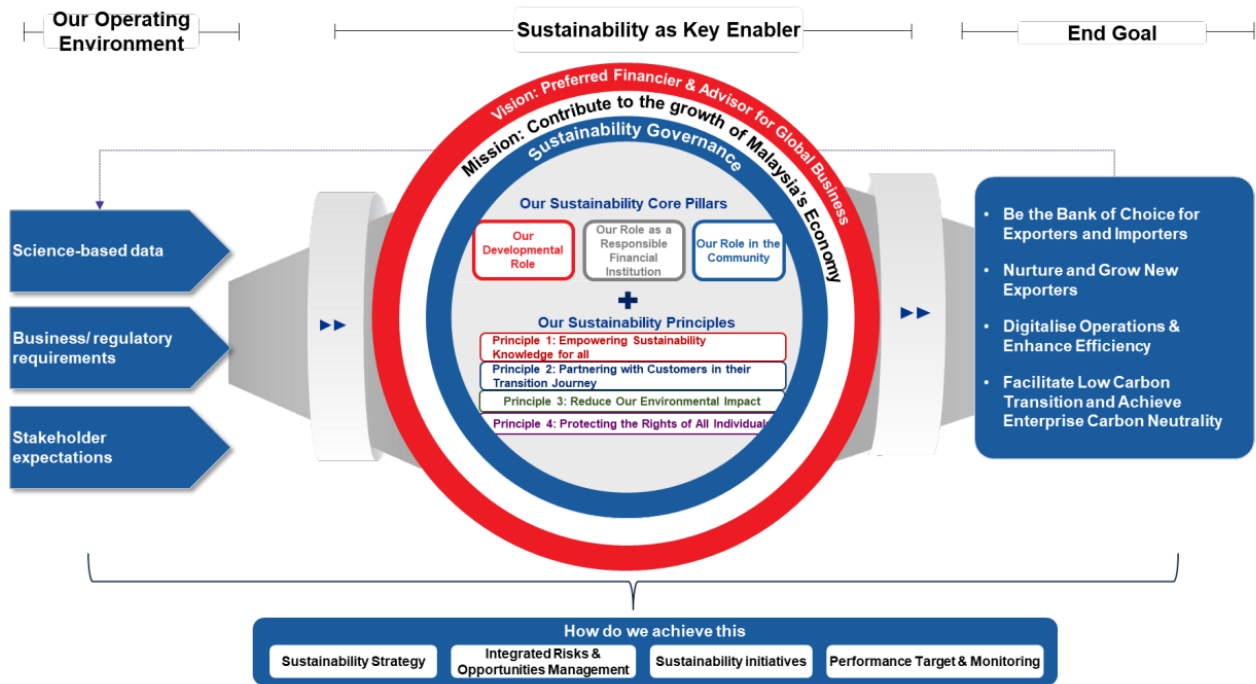 Our Operating
Environment
Sustainability as Key Enabler
End Goal
Vision: Preferred Financier & Advisor for Global Business
Mission: Contribute to the growth of Malaysia's Economy
Sustainability Governance
Science-based data
Business/ regulatory
requirements
Stakeholder
expectations
Our Sustainability Core Pillars
Our
Developmental
Role
Our Role as a
Responsible
Financial
Institution
Our Role in the
Community
+
Our Sustainability Principles
Principle 1: Empowering Sustainability
Knowledge for all
Principle 2: Partnering with Customers in their
Transition Journey
Principle 3: Reduce Our Environmental Impact
Principle 4: Protecting the Rights of All Individuals
• Be the Bank of Choice for
Exporters and Importers
• Nurture and Grow New
Exporters
• Digitalise Operations &
Enhance Efficiency
• Facilitate Low Carbon
Transition and Achieve
Enterprise Carbon Neutrality
How do we achieve this
Sustainability Strategy
Integrated Risks &
Opportunities Management
Sustainability initiatives
Performance Target & Monitoring